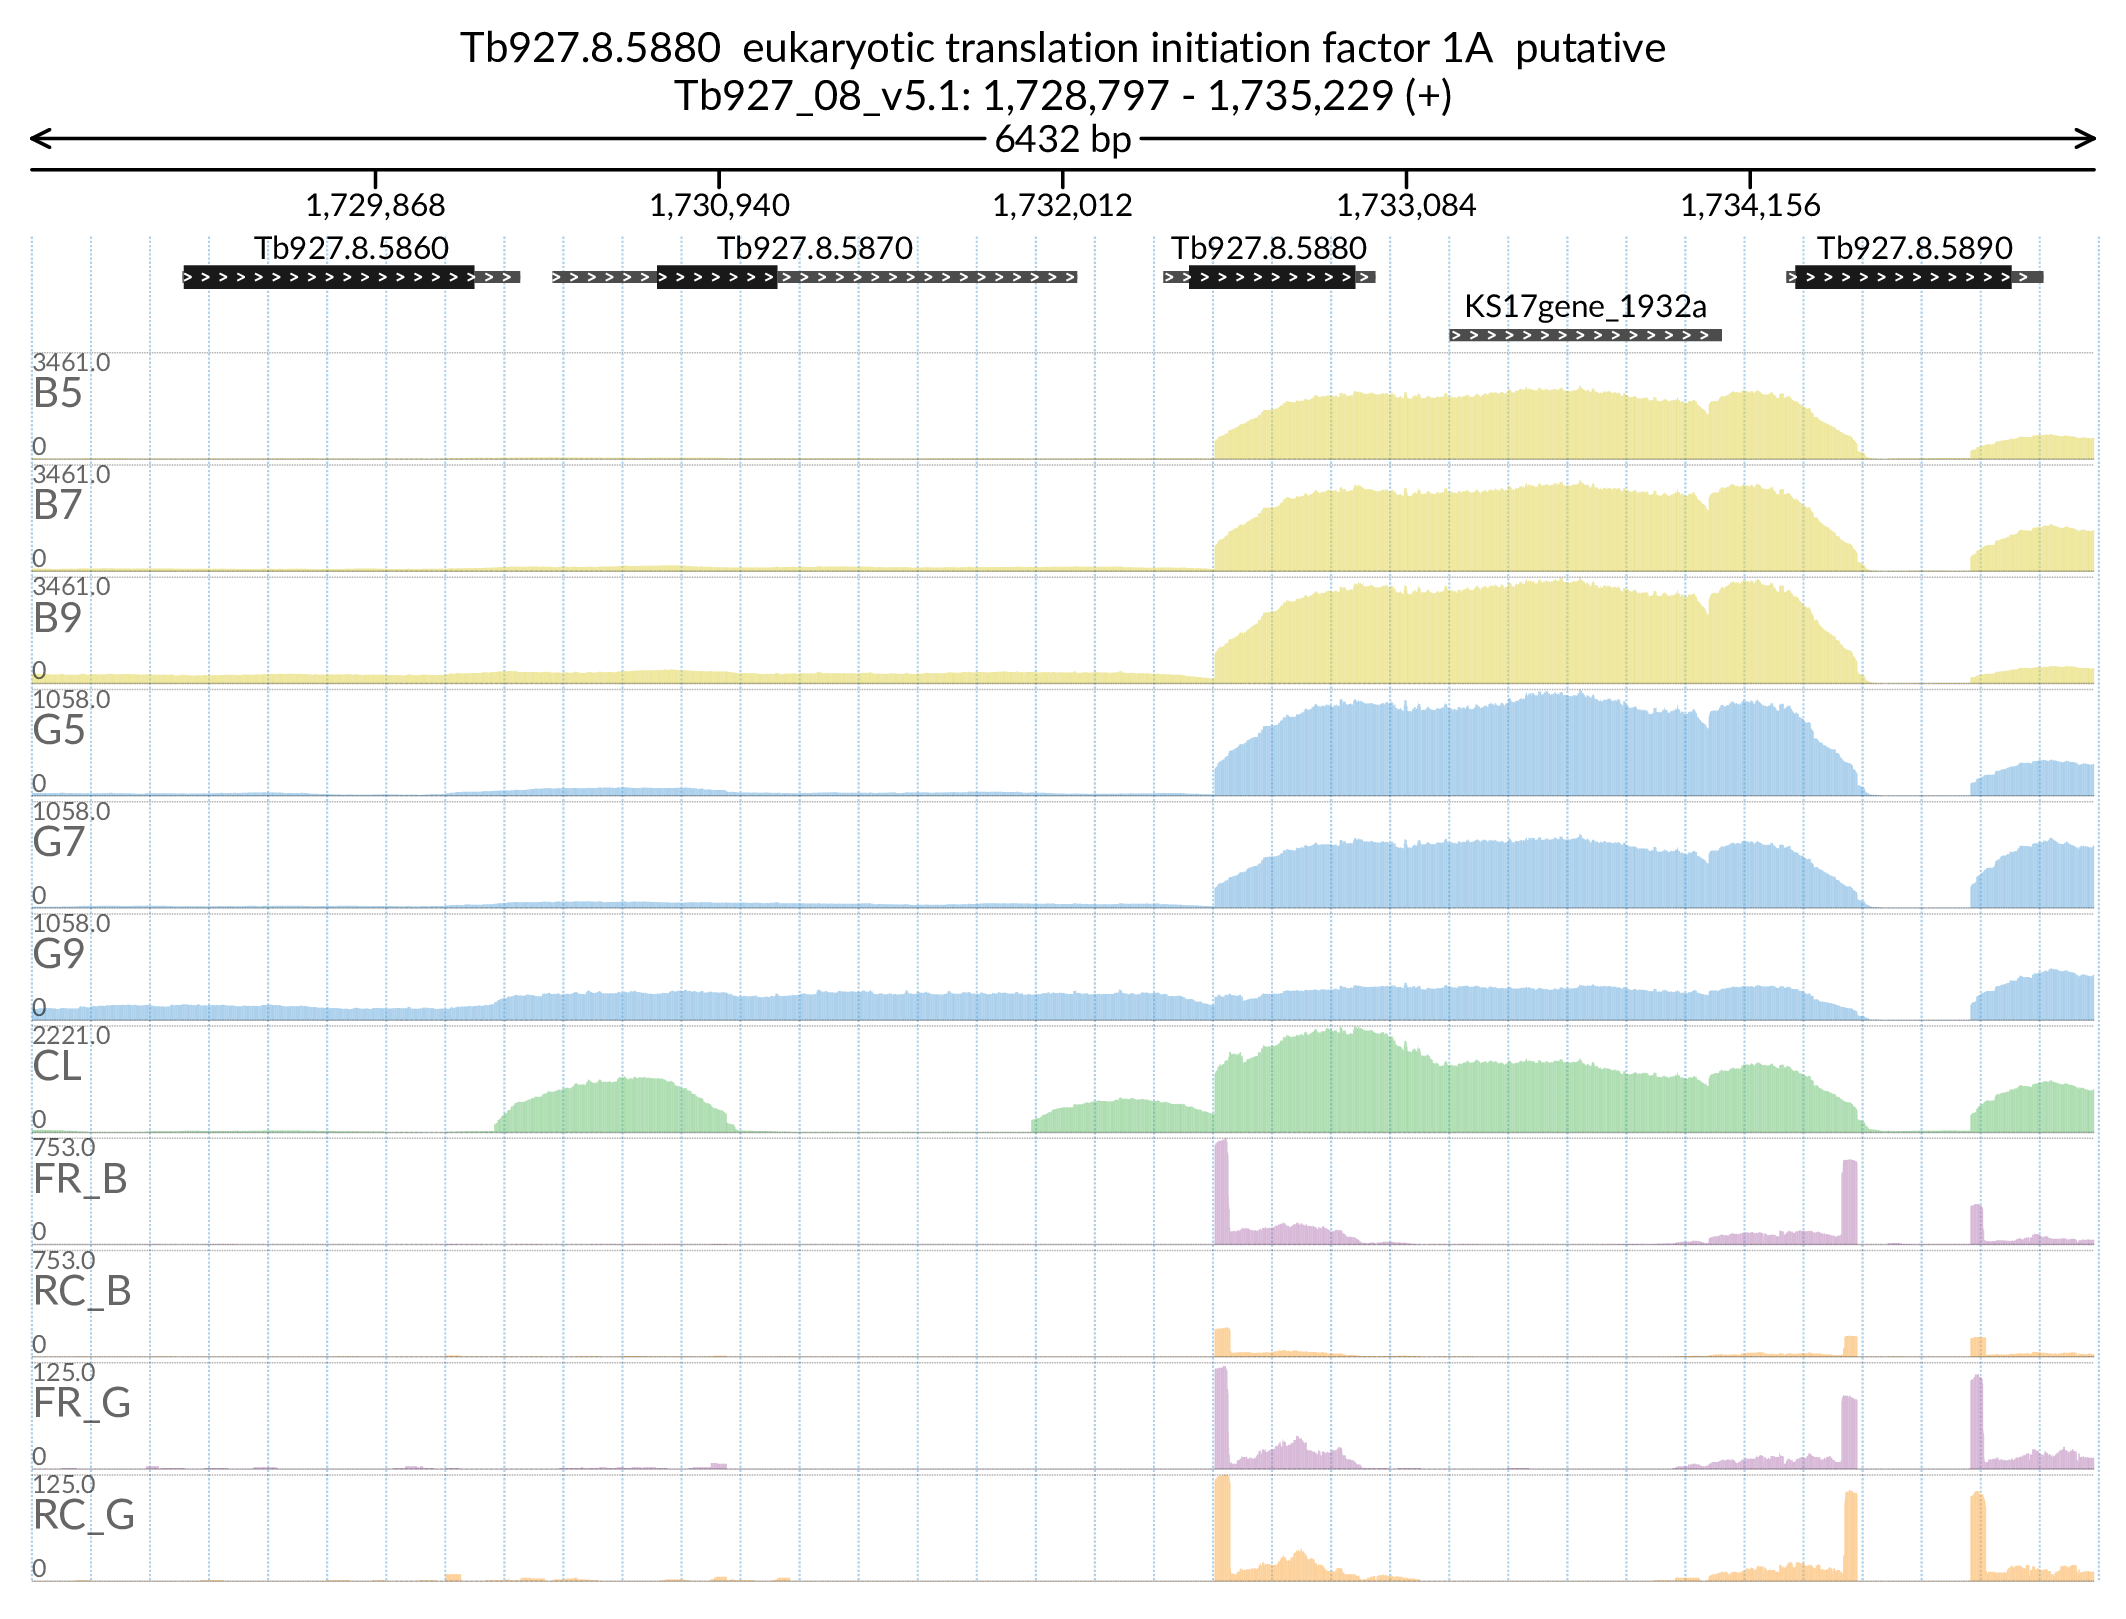 Tb927.8.5880 eukaryotic translation initiation factor 1A putative
Tb927_08_v5.1: 1,728,797 - 1,735,229 (+)
6432 bp
1,729,868 1,730,940 1,732,012 1,733,084 1,734,156
Tb927.8.5860 Tb927.8.5870 Tb927.8.5880 Tb927.8.5890
KS17gene_1932a
3461.0
B5
0
3461.0
B7
0
3461.0
B9
0
1058.0
G5
0
1058.0
G7
0
1058.0
G9
0
2221.0
CL
0
753.0
FR_B
0
753.0
RC_B
0
125.0
FR_G
0
125.0
RC_G
0